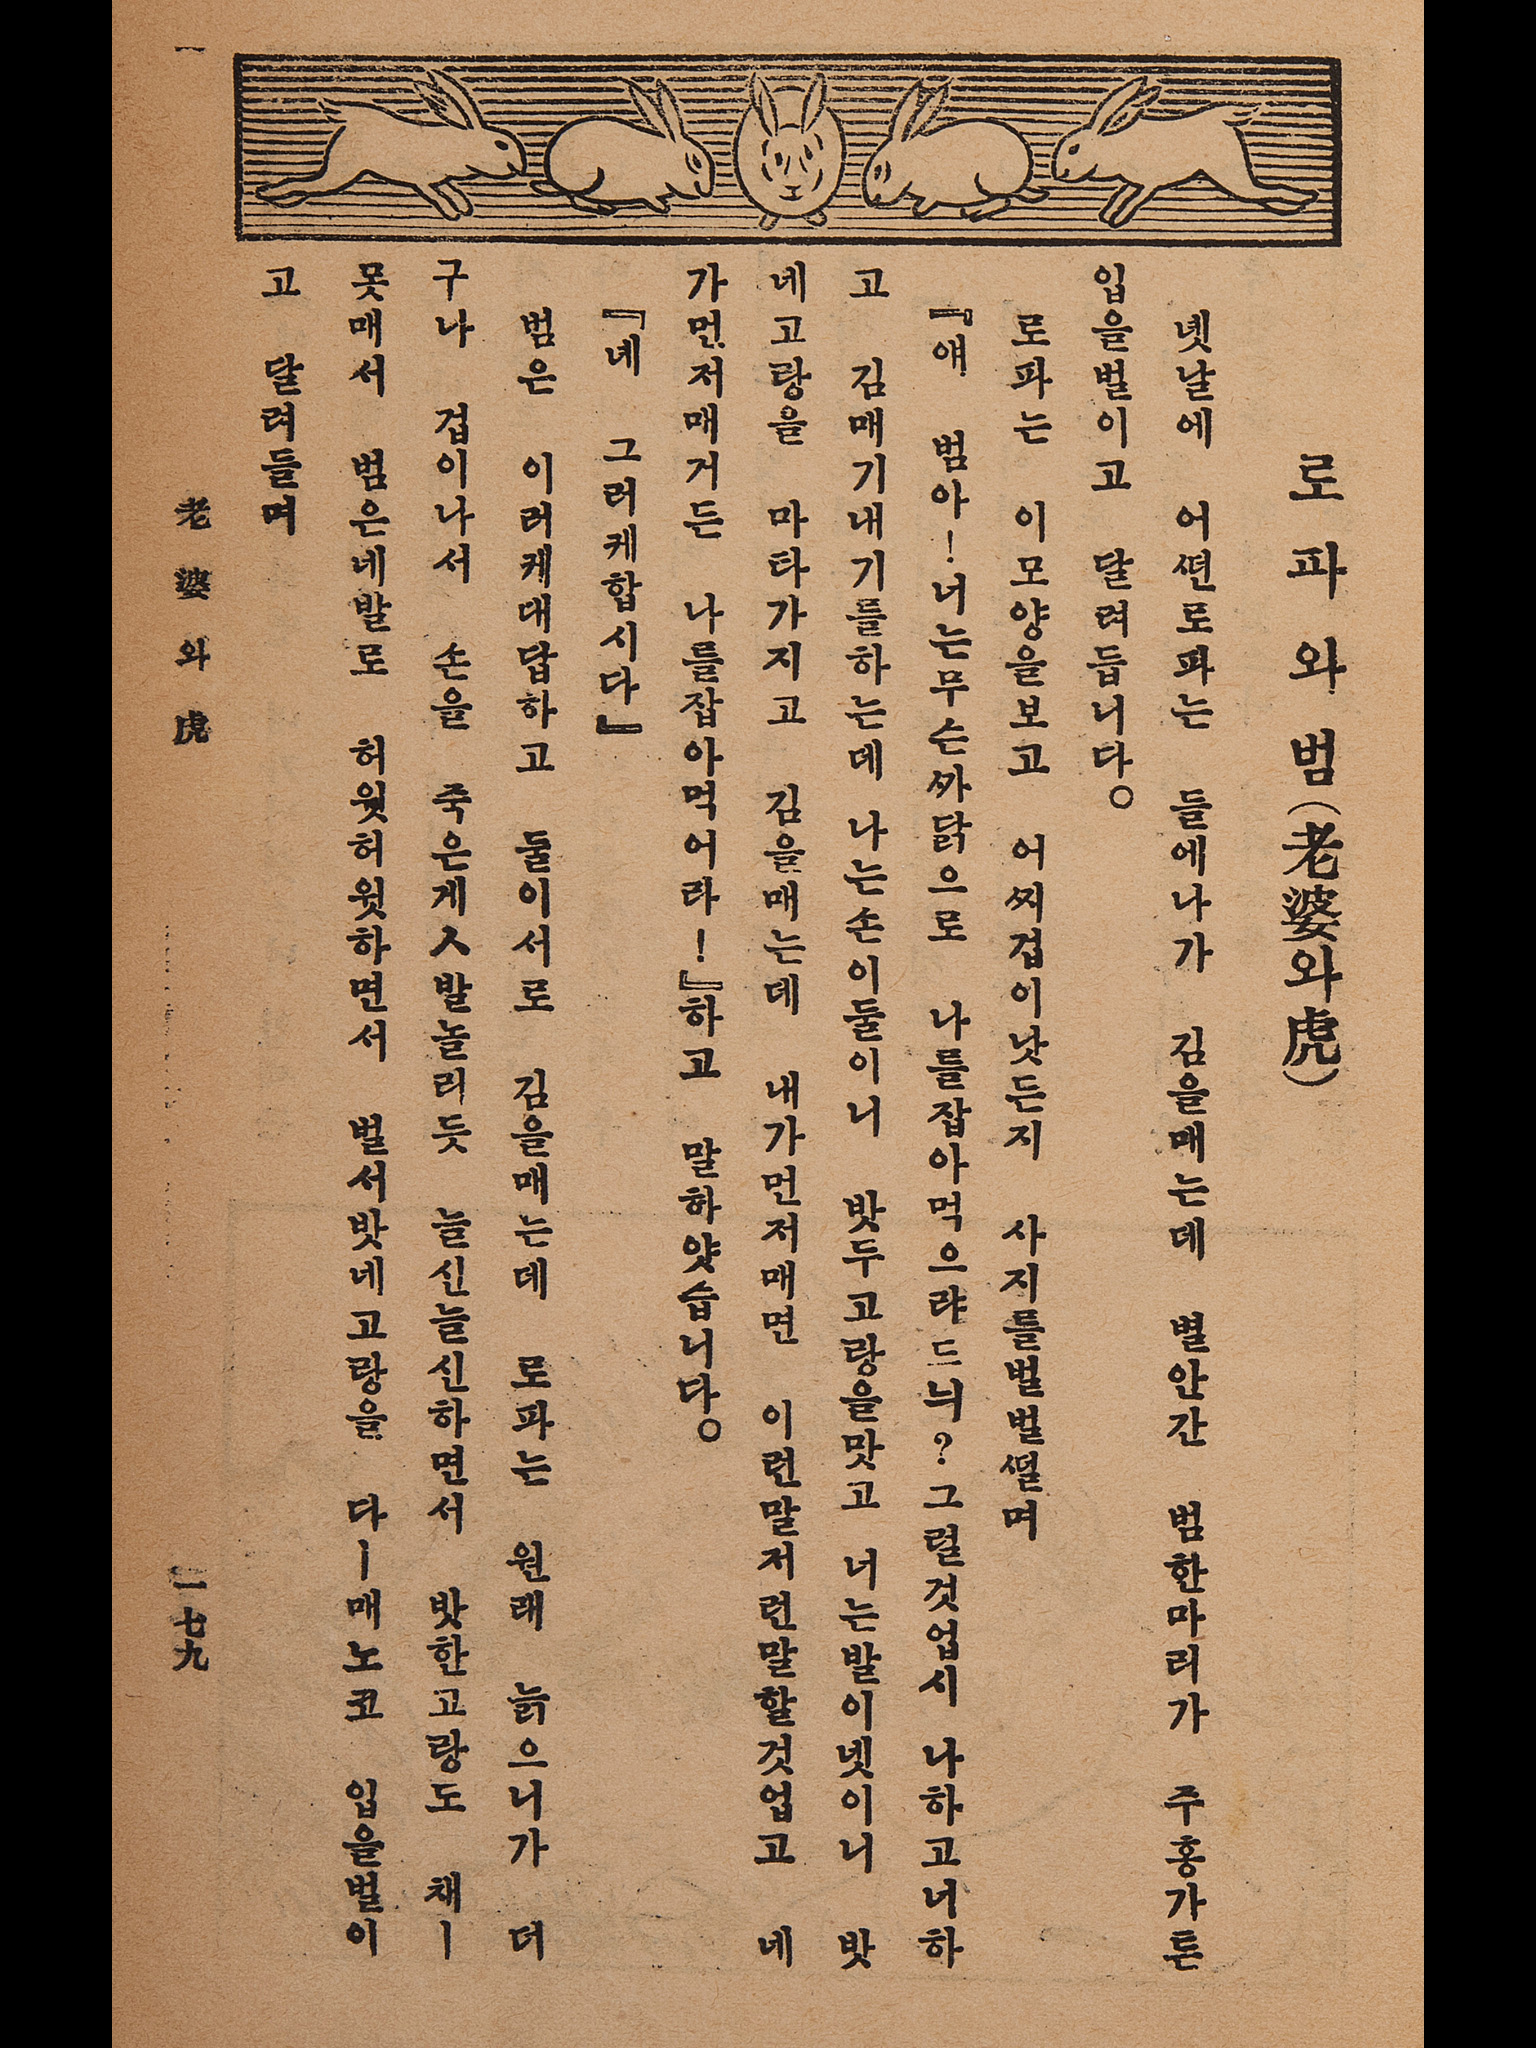 로파와범(老婆와虎)
녯날에 어ᄯᅥᆫ로파는 들에나가 김을매는데 별안간 범한마리가 주홍가튼
입을벌이고 달려듭니다。
로파는 이모양을보고 어ᄶᅵ겁이낫든지 사지를벌벌ᄯᅥᆯ며
『얘 범아！너는무슨ᄭᅡ닭으로 나를잡아먹으랴드늬？그럴것업시 나하고너하
고 김매기내기를하는데 나는손이둘이니 밧두고랑을맛고 너는발이넷이니 밧
네고랑을 마타가지고 김을매는데 내가먼저매면 이런말저런말할것업고 네
가먼저매거든 나를잡아먹어라！』하고 말하얏습니다。
『녜 그러케합시다』
범은 이러케대답하고 둘이서로 김을매는데 로파는 원래 늙으니가 더
구나 겁이나서 손을 죽은게ㅅ발놀리듯 늘신늘신하면서 밧한고랑도 채ー
못매서 범은네발로 허윗허윗하면서 벌서밧네고랑을 다ー매노코 입을벌이
고 달려들며
老婆와虎
一七九